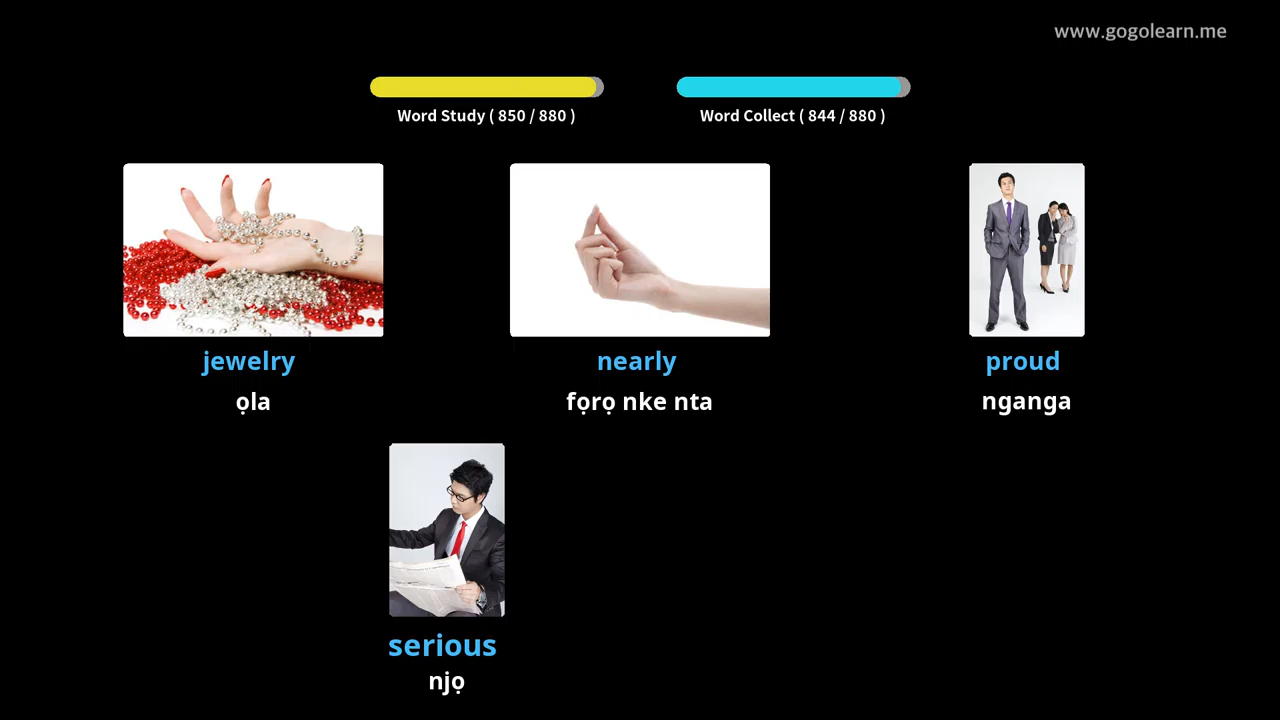 www.gogolearn.me
Word Study ( 850 / 880 )
Word Collect ( 844 / 880 )
jewelry
ọla
nearly
fọrọ nke nta
proud
nganga
serious
njọ